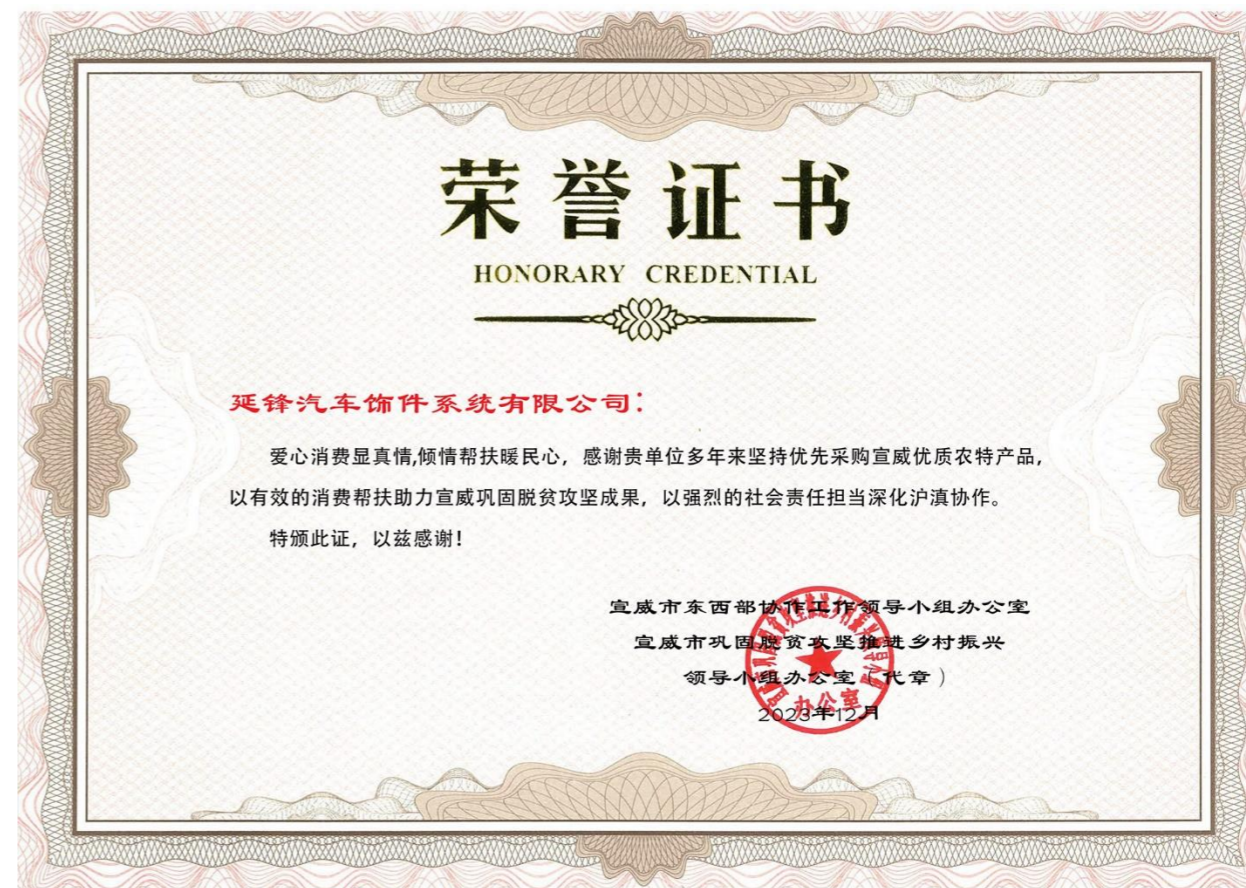 荣誉证书
HONORARY CREDENTIAL
延锋汽车饰件系统有限公司：
爱心消费显真情,倾情帮扶暖民心，感谢贵单位多年来坚持优先采购宣威优质农特产品，
以有效的消费帮扶助力宣威巩固脱贫攻坚成果，以强烈的社会责任担当深化沪滇协作。
特颁此证，以兹感谢！
宣威市东西部协作工作领导小组办公室
宣威市巩固脱贫攻坚推进乡村振兴
领导小组办公室（代章）
2023年12月
办公室